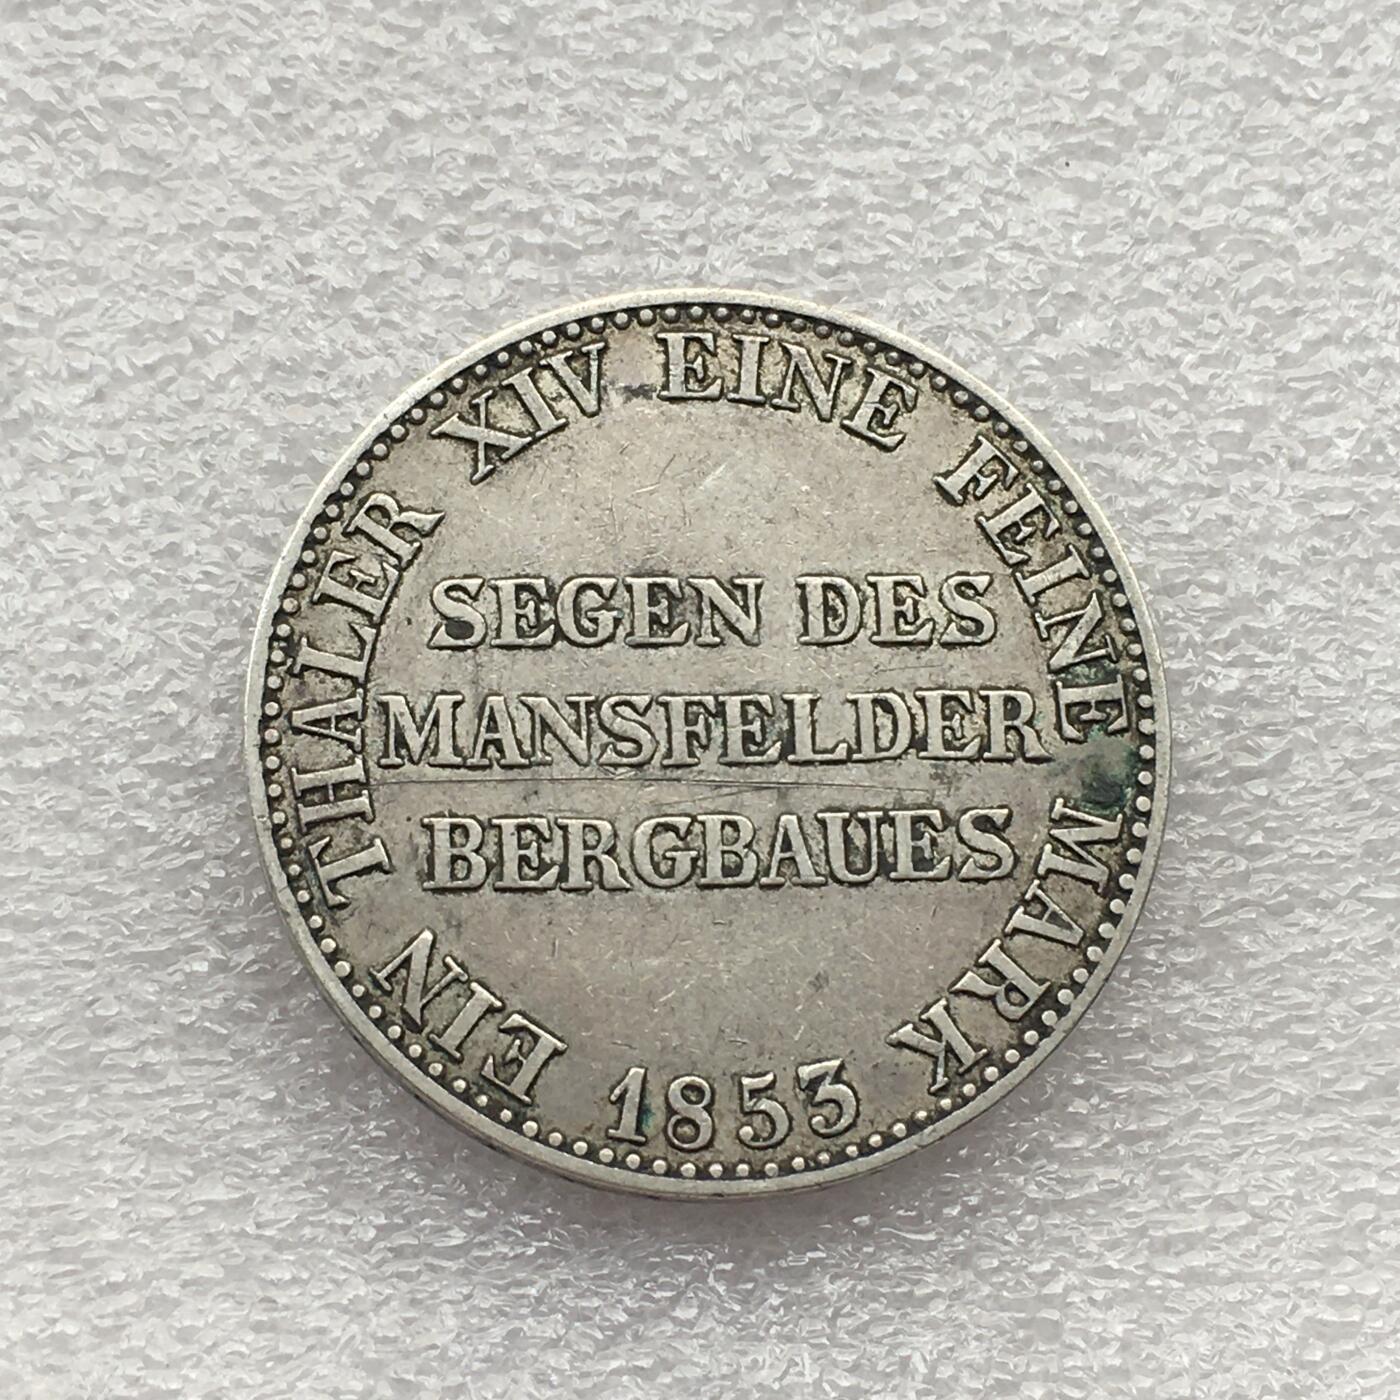 EIN THALER XIV EINE FEINE MARK
SEGEN DES
MANSFELDER
BERGBAUES
1853